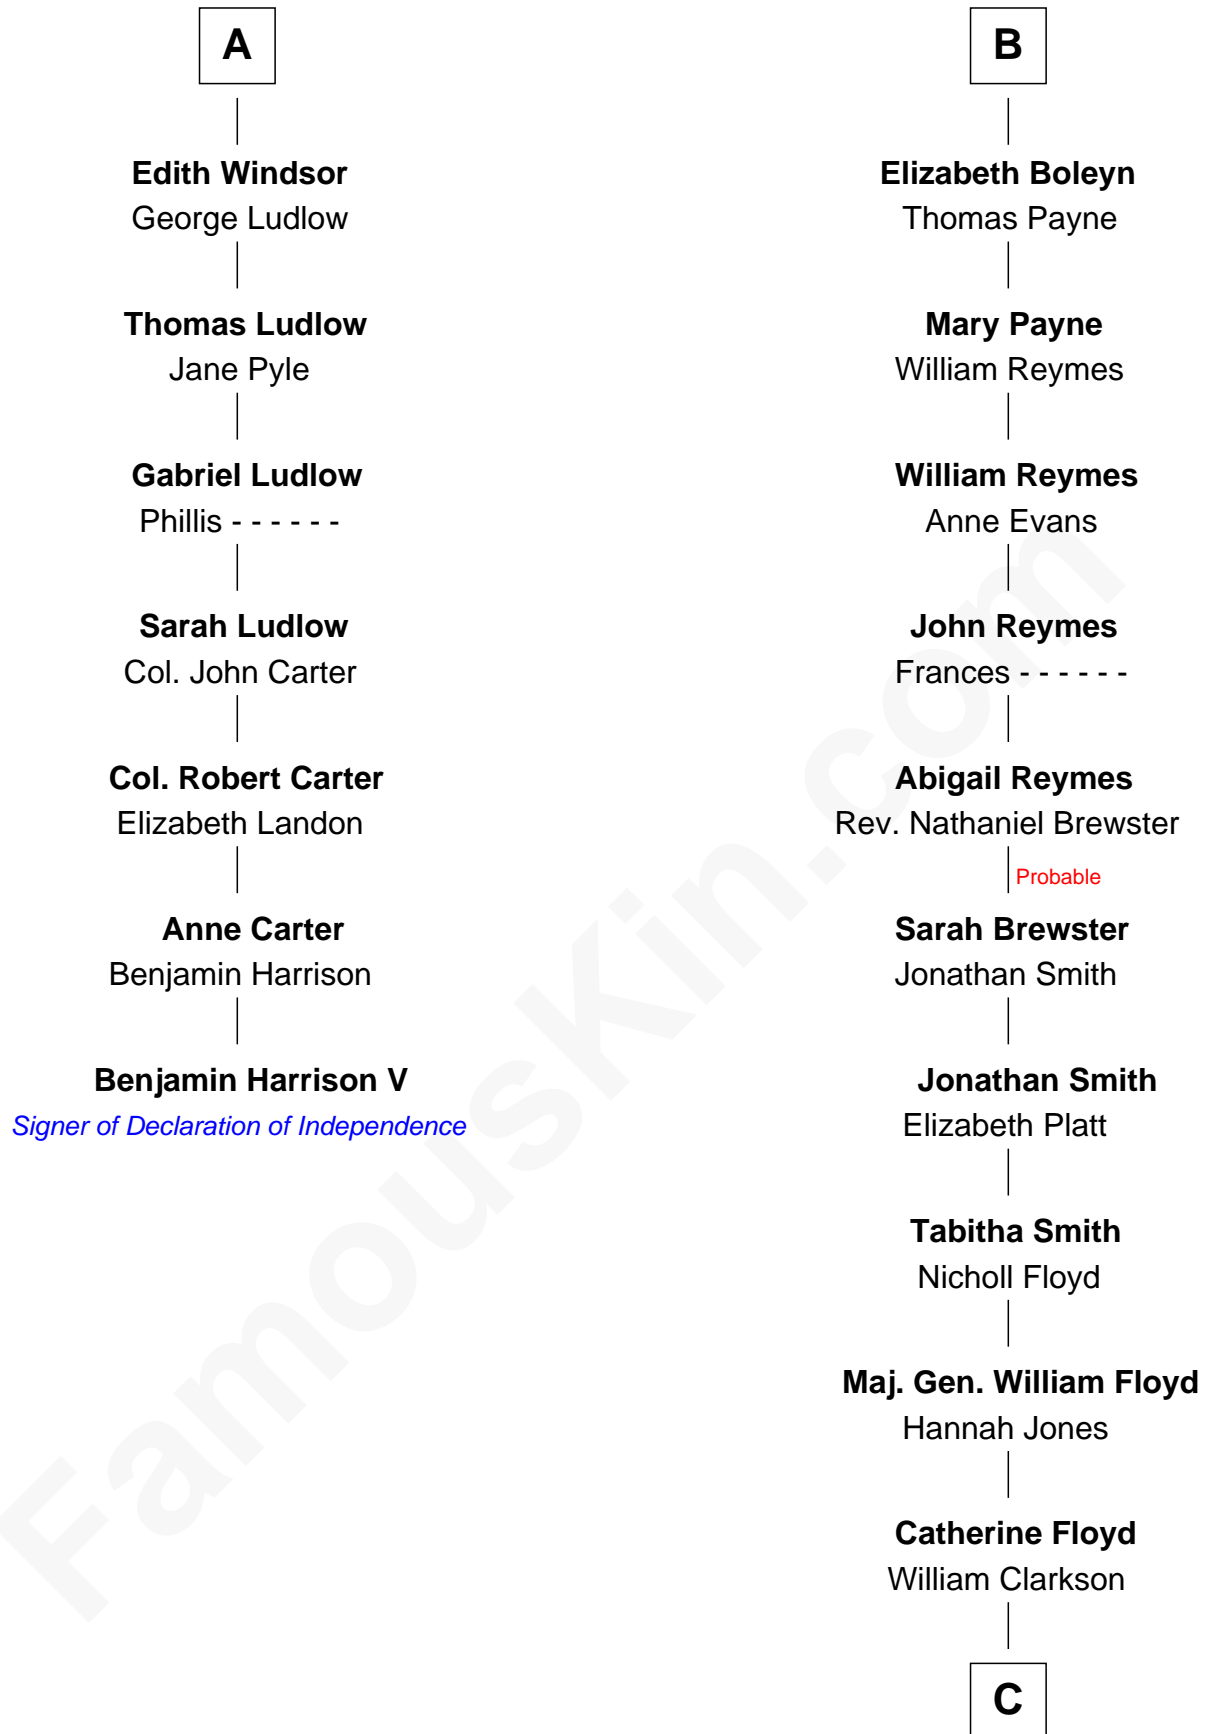 A
Edith Windsor
George Ludlow
Thomas Ludlow
Jane Pyle
Gabriel Ludlow
Phillis - - - - - -
Sarah Ludlow
Col. John Carter
Col. Robert Carter
Elizabeth Landon
Anne Carter
Benjamin Harrison
Benjamin Harrison V
Signer of Declaration of Independence
B
Elizabeth Boleyn
Thomas Payne
Mary Payne
William Reymes
William Reymes
Anne Evans
John Reymes
Frances - - - - - -
Abigail Reymes
Rev. Nathaniel Brewster
Probable
Sarah Brewster
Jonathan Smith
Jonathan Smith
Elizabeth Platt
Tabitha Smith
Nicholl Floyd
Maj. Gen. William Floyd
Hannah Jones
Catherine Floyd
William Clarkson
C
FamousKin.com